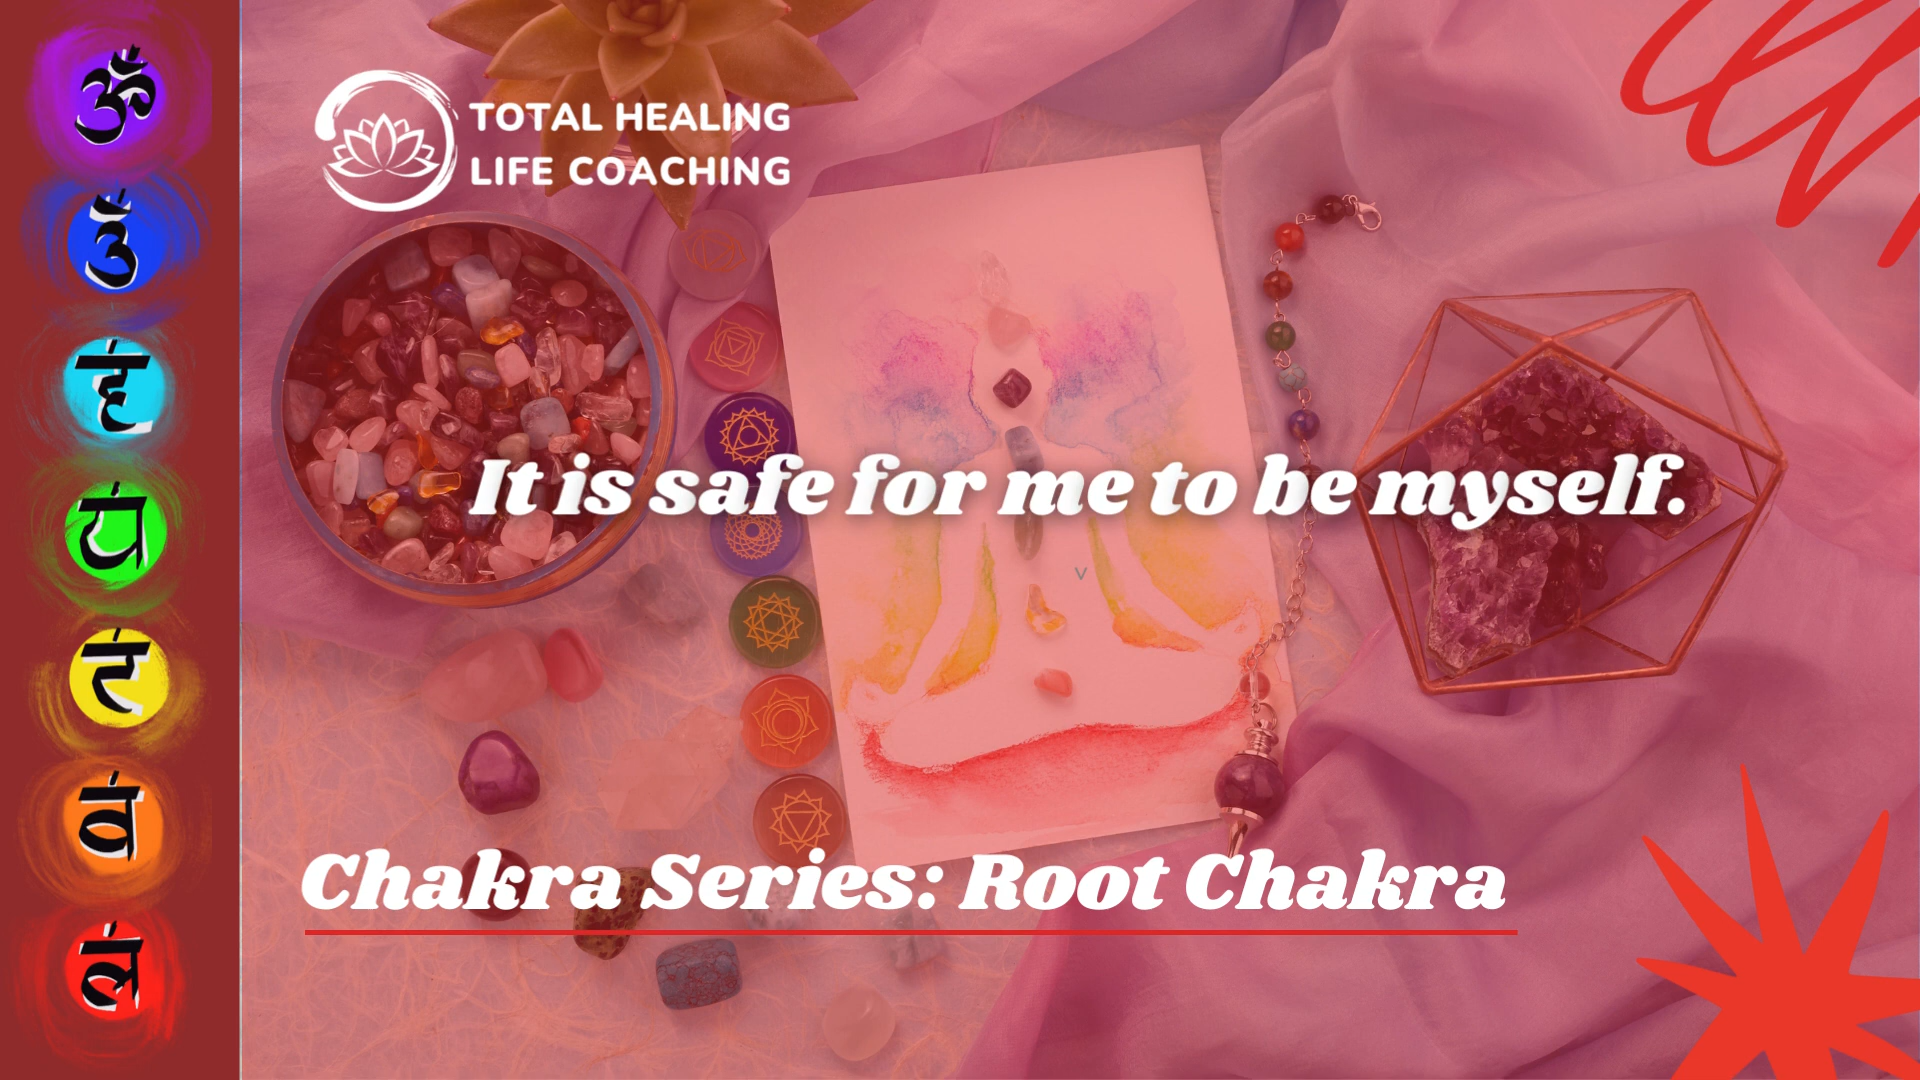 ॐ
ॐ
हं
यं
रं
वं
लं
TOTAL HEALING
LIFE COACHING
It is safe for me to be myself.
v
Chakra Series: Root Chakra